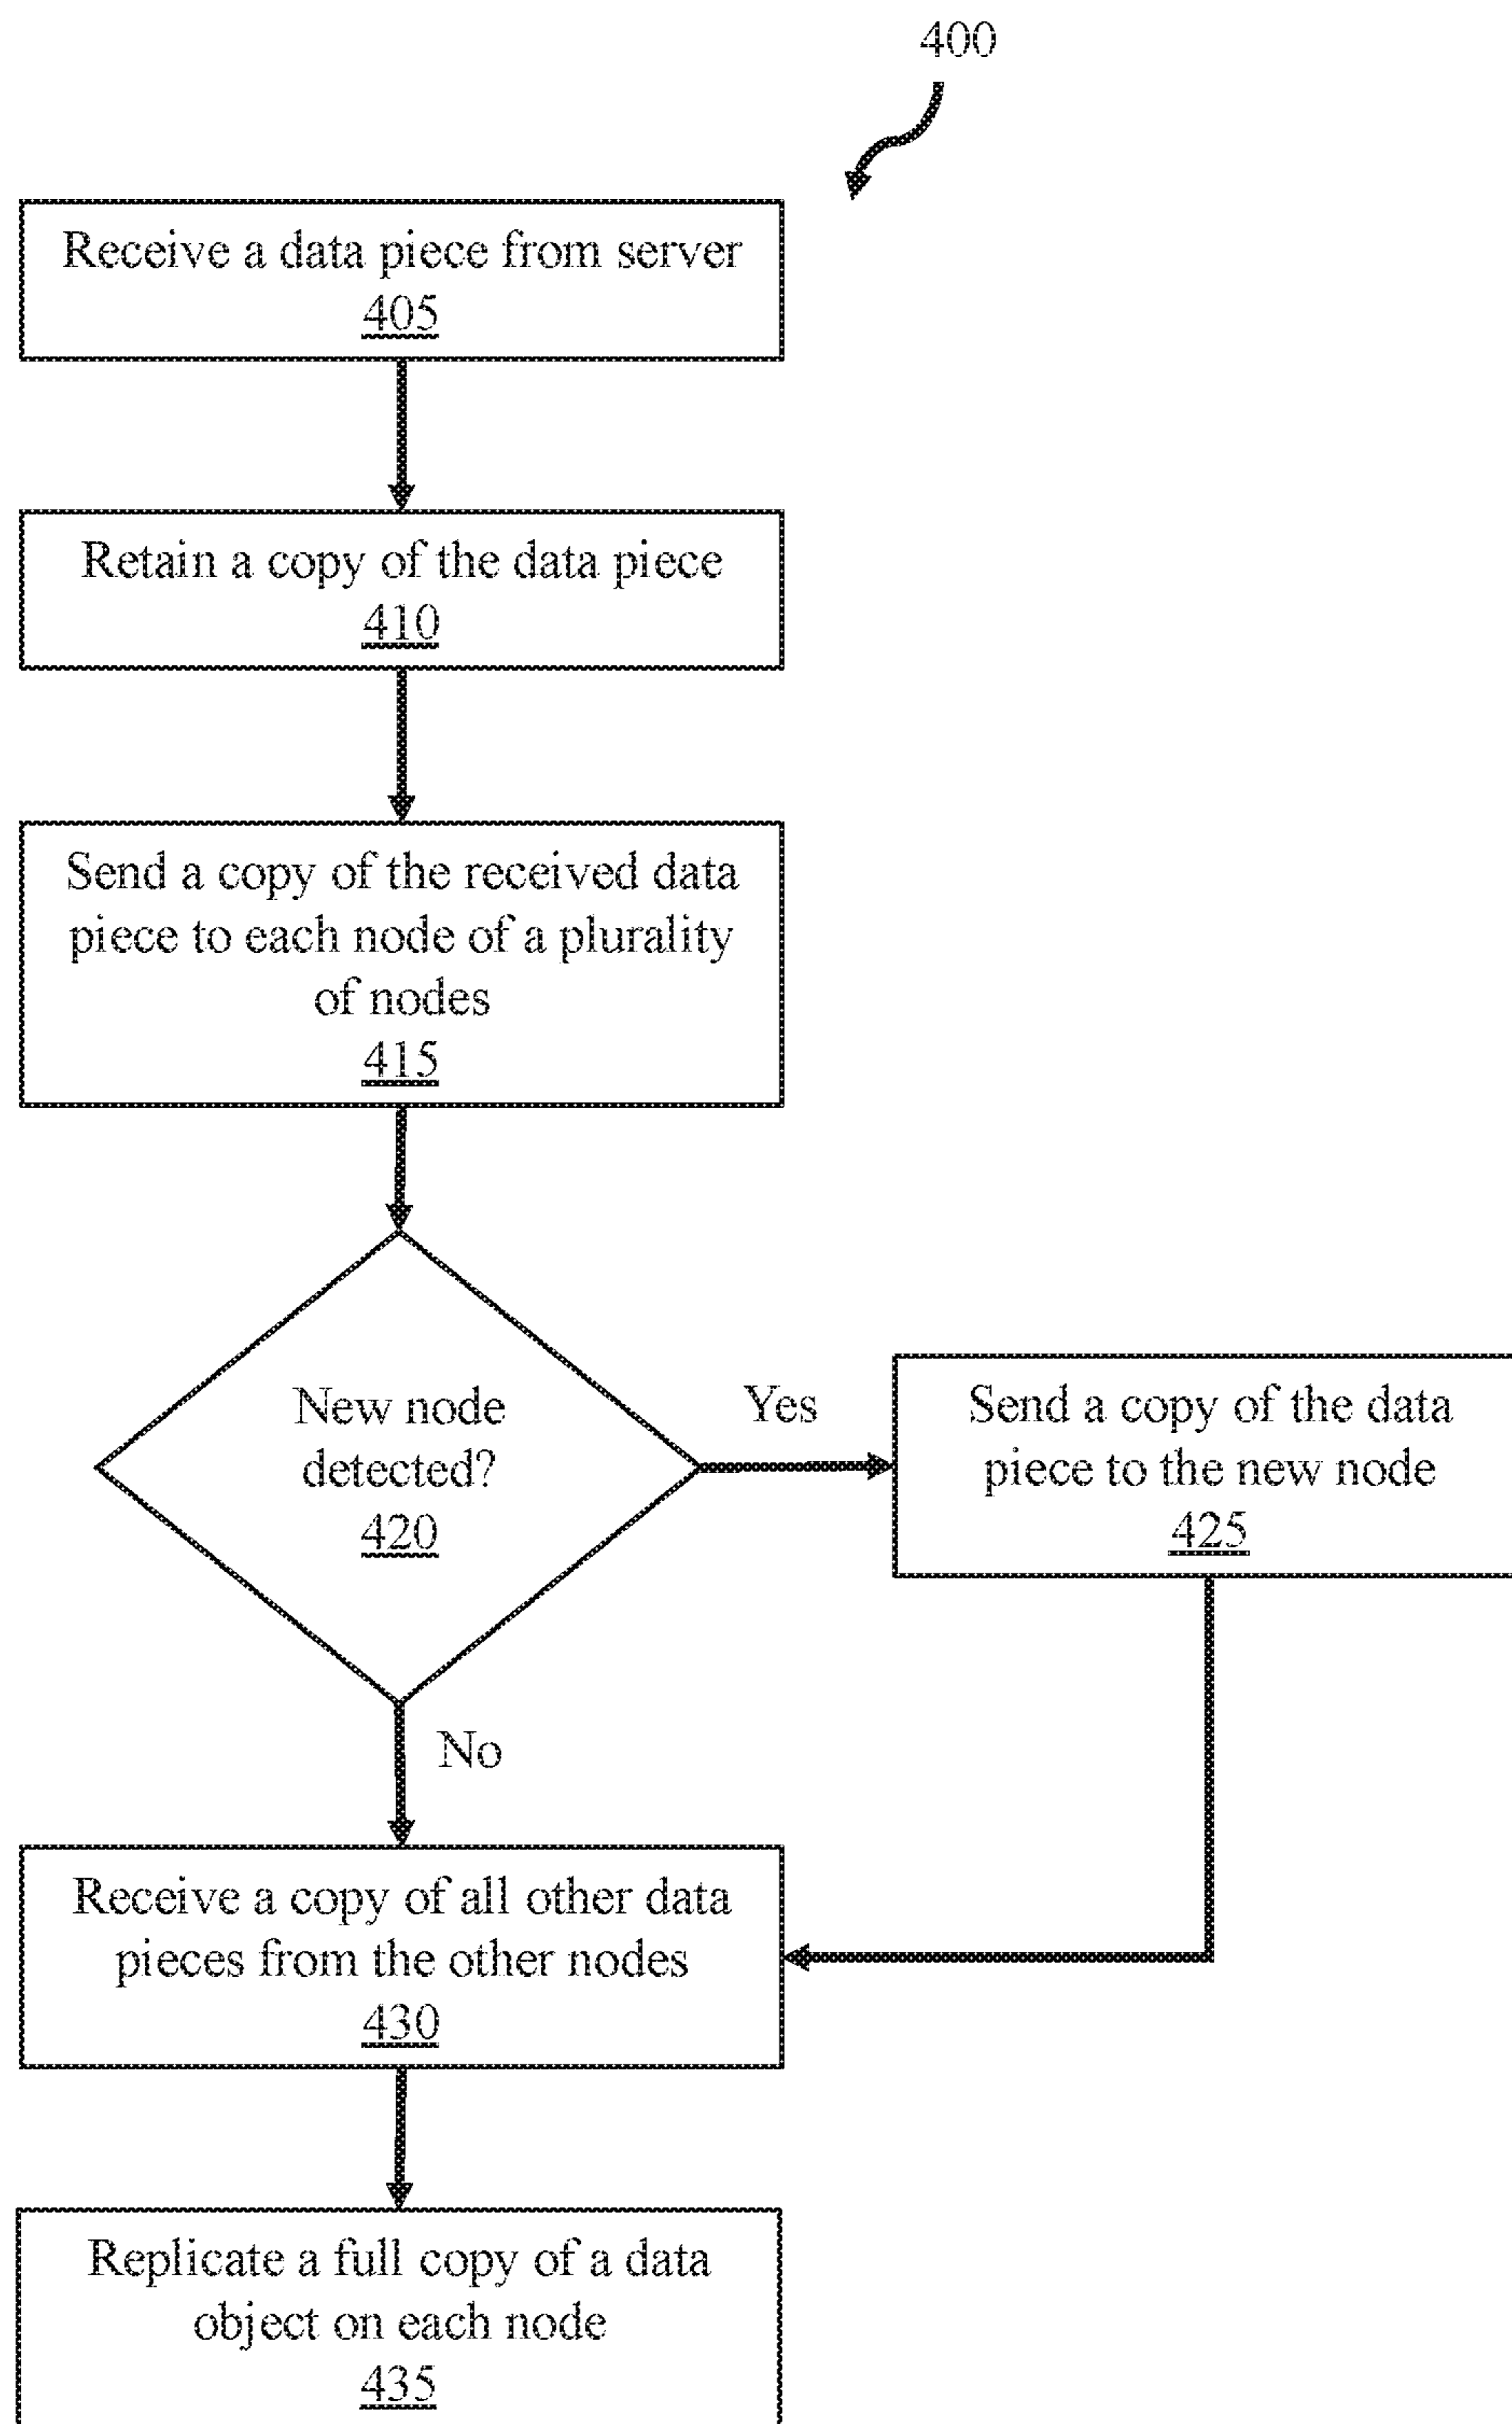 400
Receive a data piece from server
405
Retain a copy of the data piece
410
Send a copy of the received data
piece to each node of a plurality
of nodes
415
New node
detected?
420
Yes
Send a copy of the data
piece to the new node
425
No
Receive a copy of all other data
pieces from the other nodes
430
Replicate a full copy of a data
object on each node
435